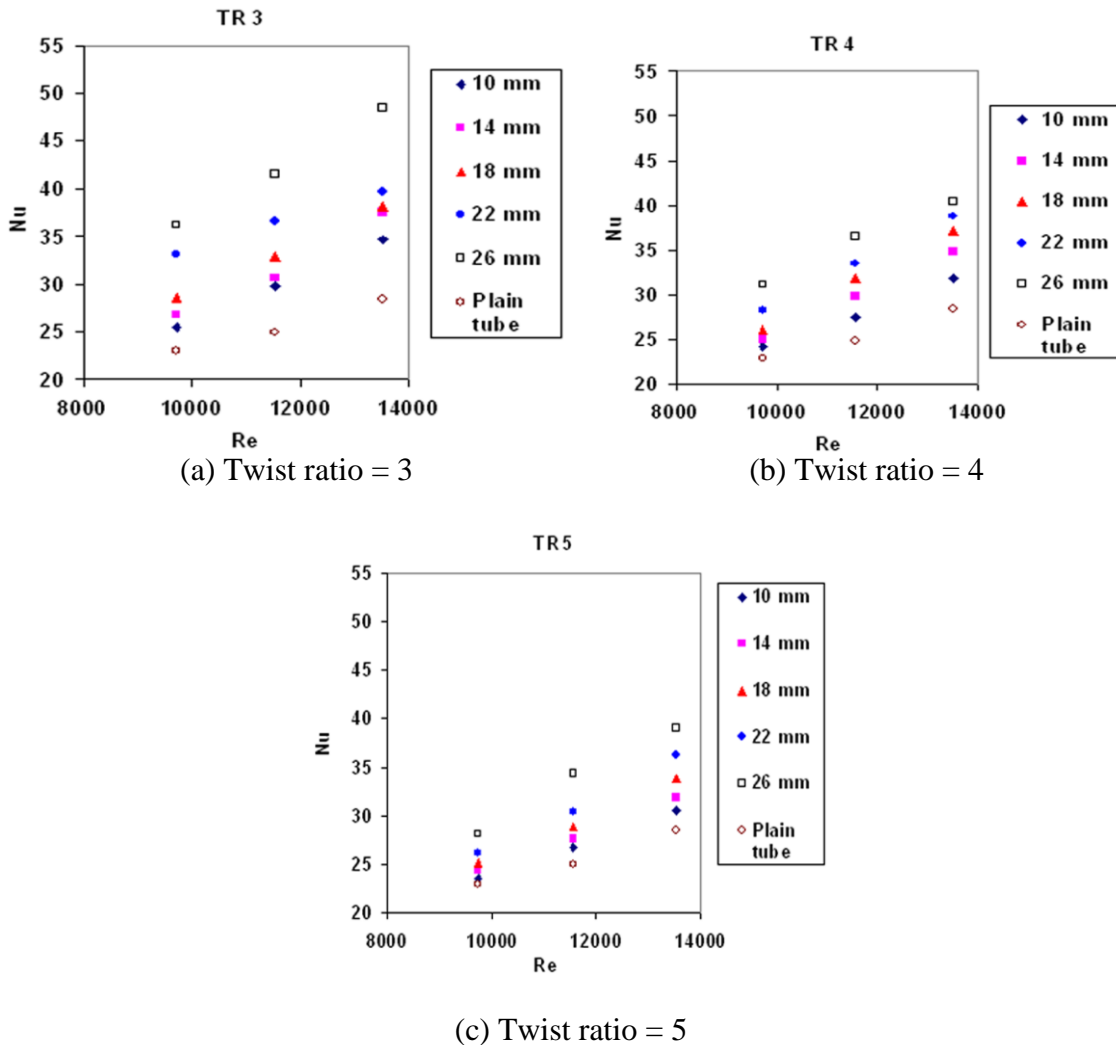 TR 3
55
50
45
40
35
30
25
20
Nu
8000 10000 12000 14000
Re
10 mm
14 mm
18 mm
22 mm
26 mm
Plain
tube
(a) Twist ratio = 3
TR 4
55
50
45
40
35
30
25
20
Nu
8000 10000 12000 14000
Re
10 mm
14 mm
18 mm
22 mm
26 mm
Plain
tube
(b) Twist ratio = 4
TR5
55
50
45
40
35
30
25
20
Nu
8000 10000 12000 14000
Re
10 mm
14 mm
18 mm
22 mm
26 mm
Plain
tube
(c) Twist ratio = 5